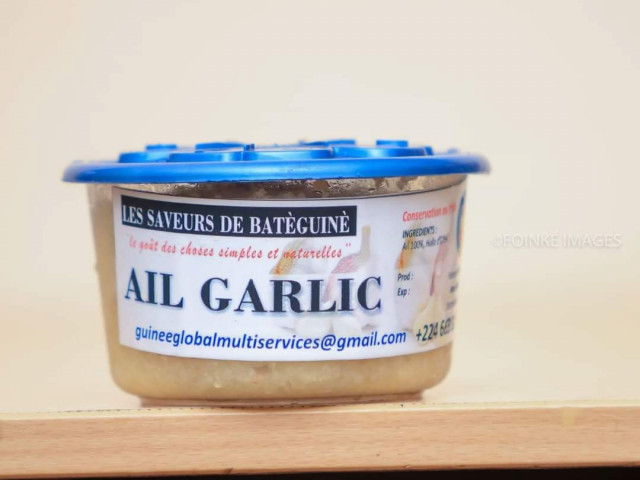 LES SAVEURS DE BATÈGUINÈ
"le goût des choses simples et naturelles"
AIL GARLIC
guineeglobalmultiservices@gmail.com
Conservation au
INGREDIENTS:
Prod :
Exp :
+224
©FOINKE IMAGES